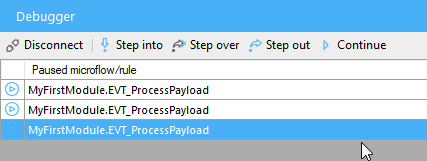 Debugger
Disconnect Step into Step over Step out Continue
Paused microflow/rule
MyFirstModule.EVT_ProcessPayload
MyFirstModule.EVT_ProcessPayload
MyFirstModule.EVT_ProcessPayload